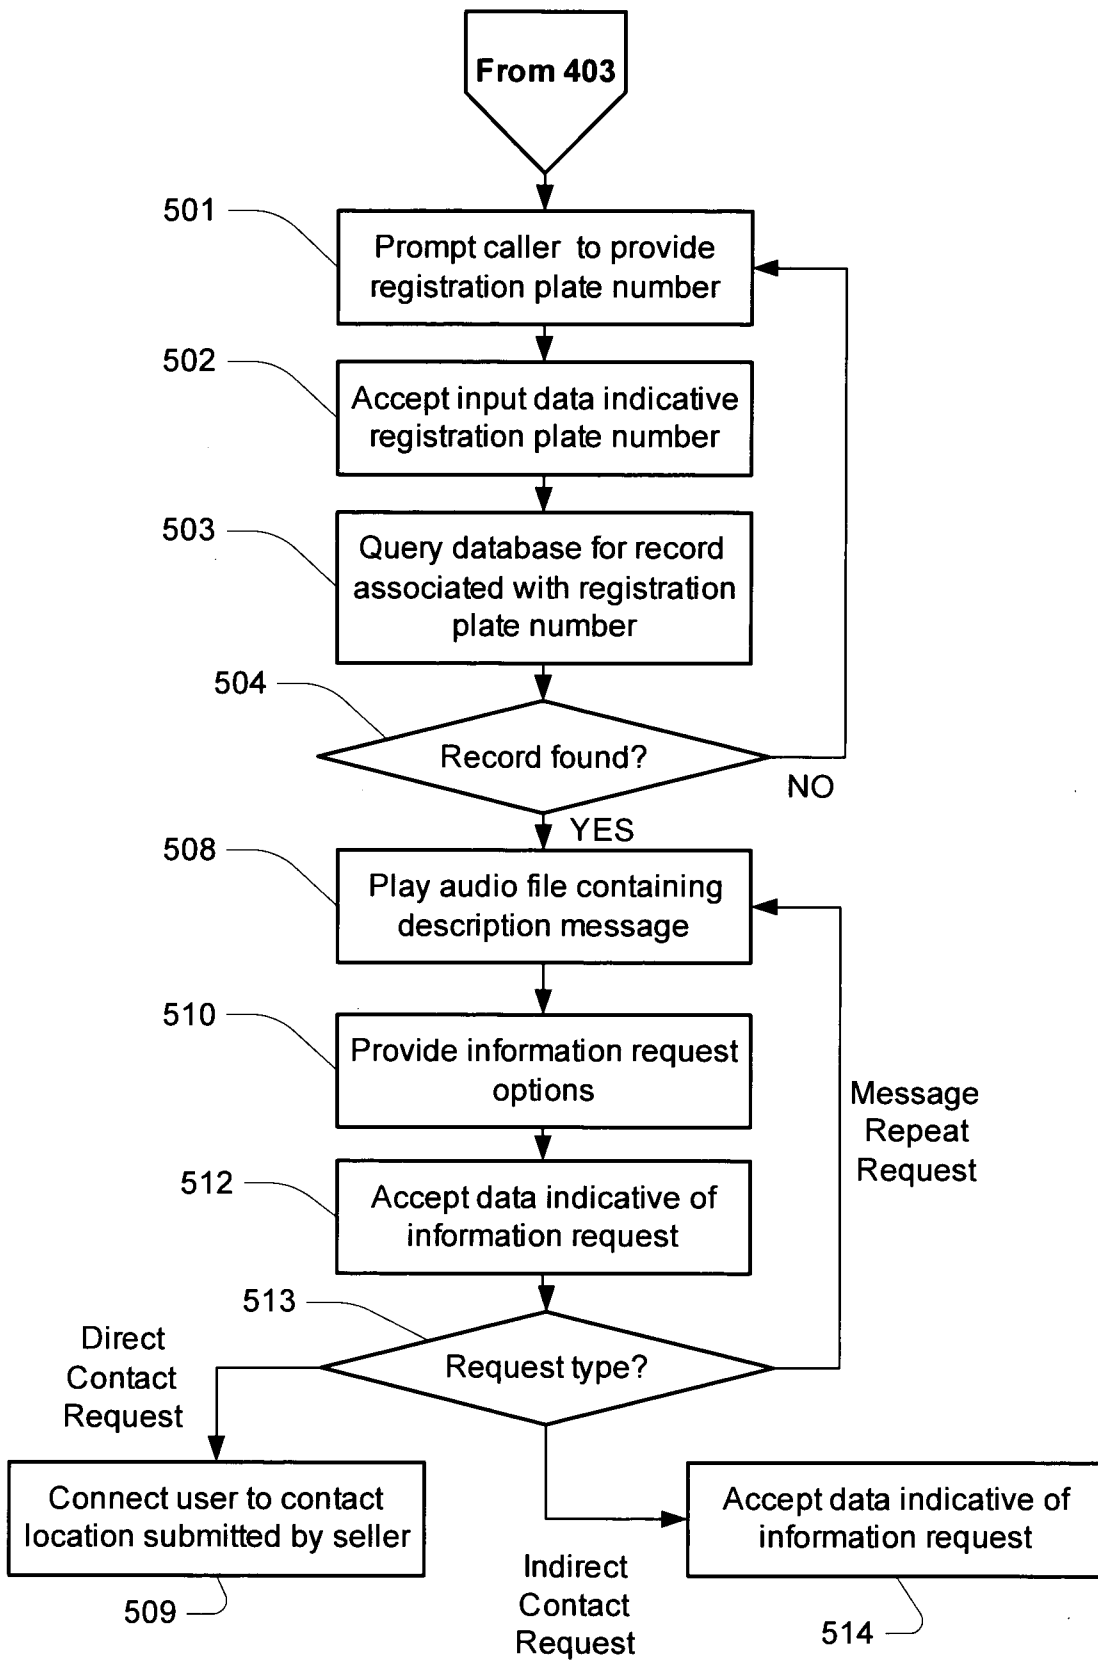 From 403
501
Prompt caller to provide
registration plate number
502
Accept input data indicative
registration plate number
503
Query database for record
associated with registration
plate number
504
Record found?
NO
YES
508
Play audio file containing
description message
510
Provide information request
options
Message
Repeat
Request
512
Accept data indicative of
information request
513
Request type?
Direct
Contact
Request
Connect user to contact
location submitted by seller
509
Indirect
Contact
Request
Accept data indicative of
information request
514